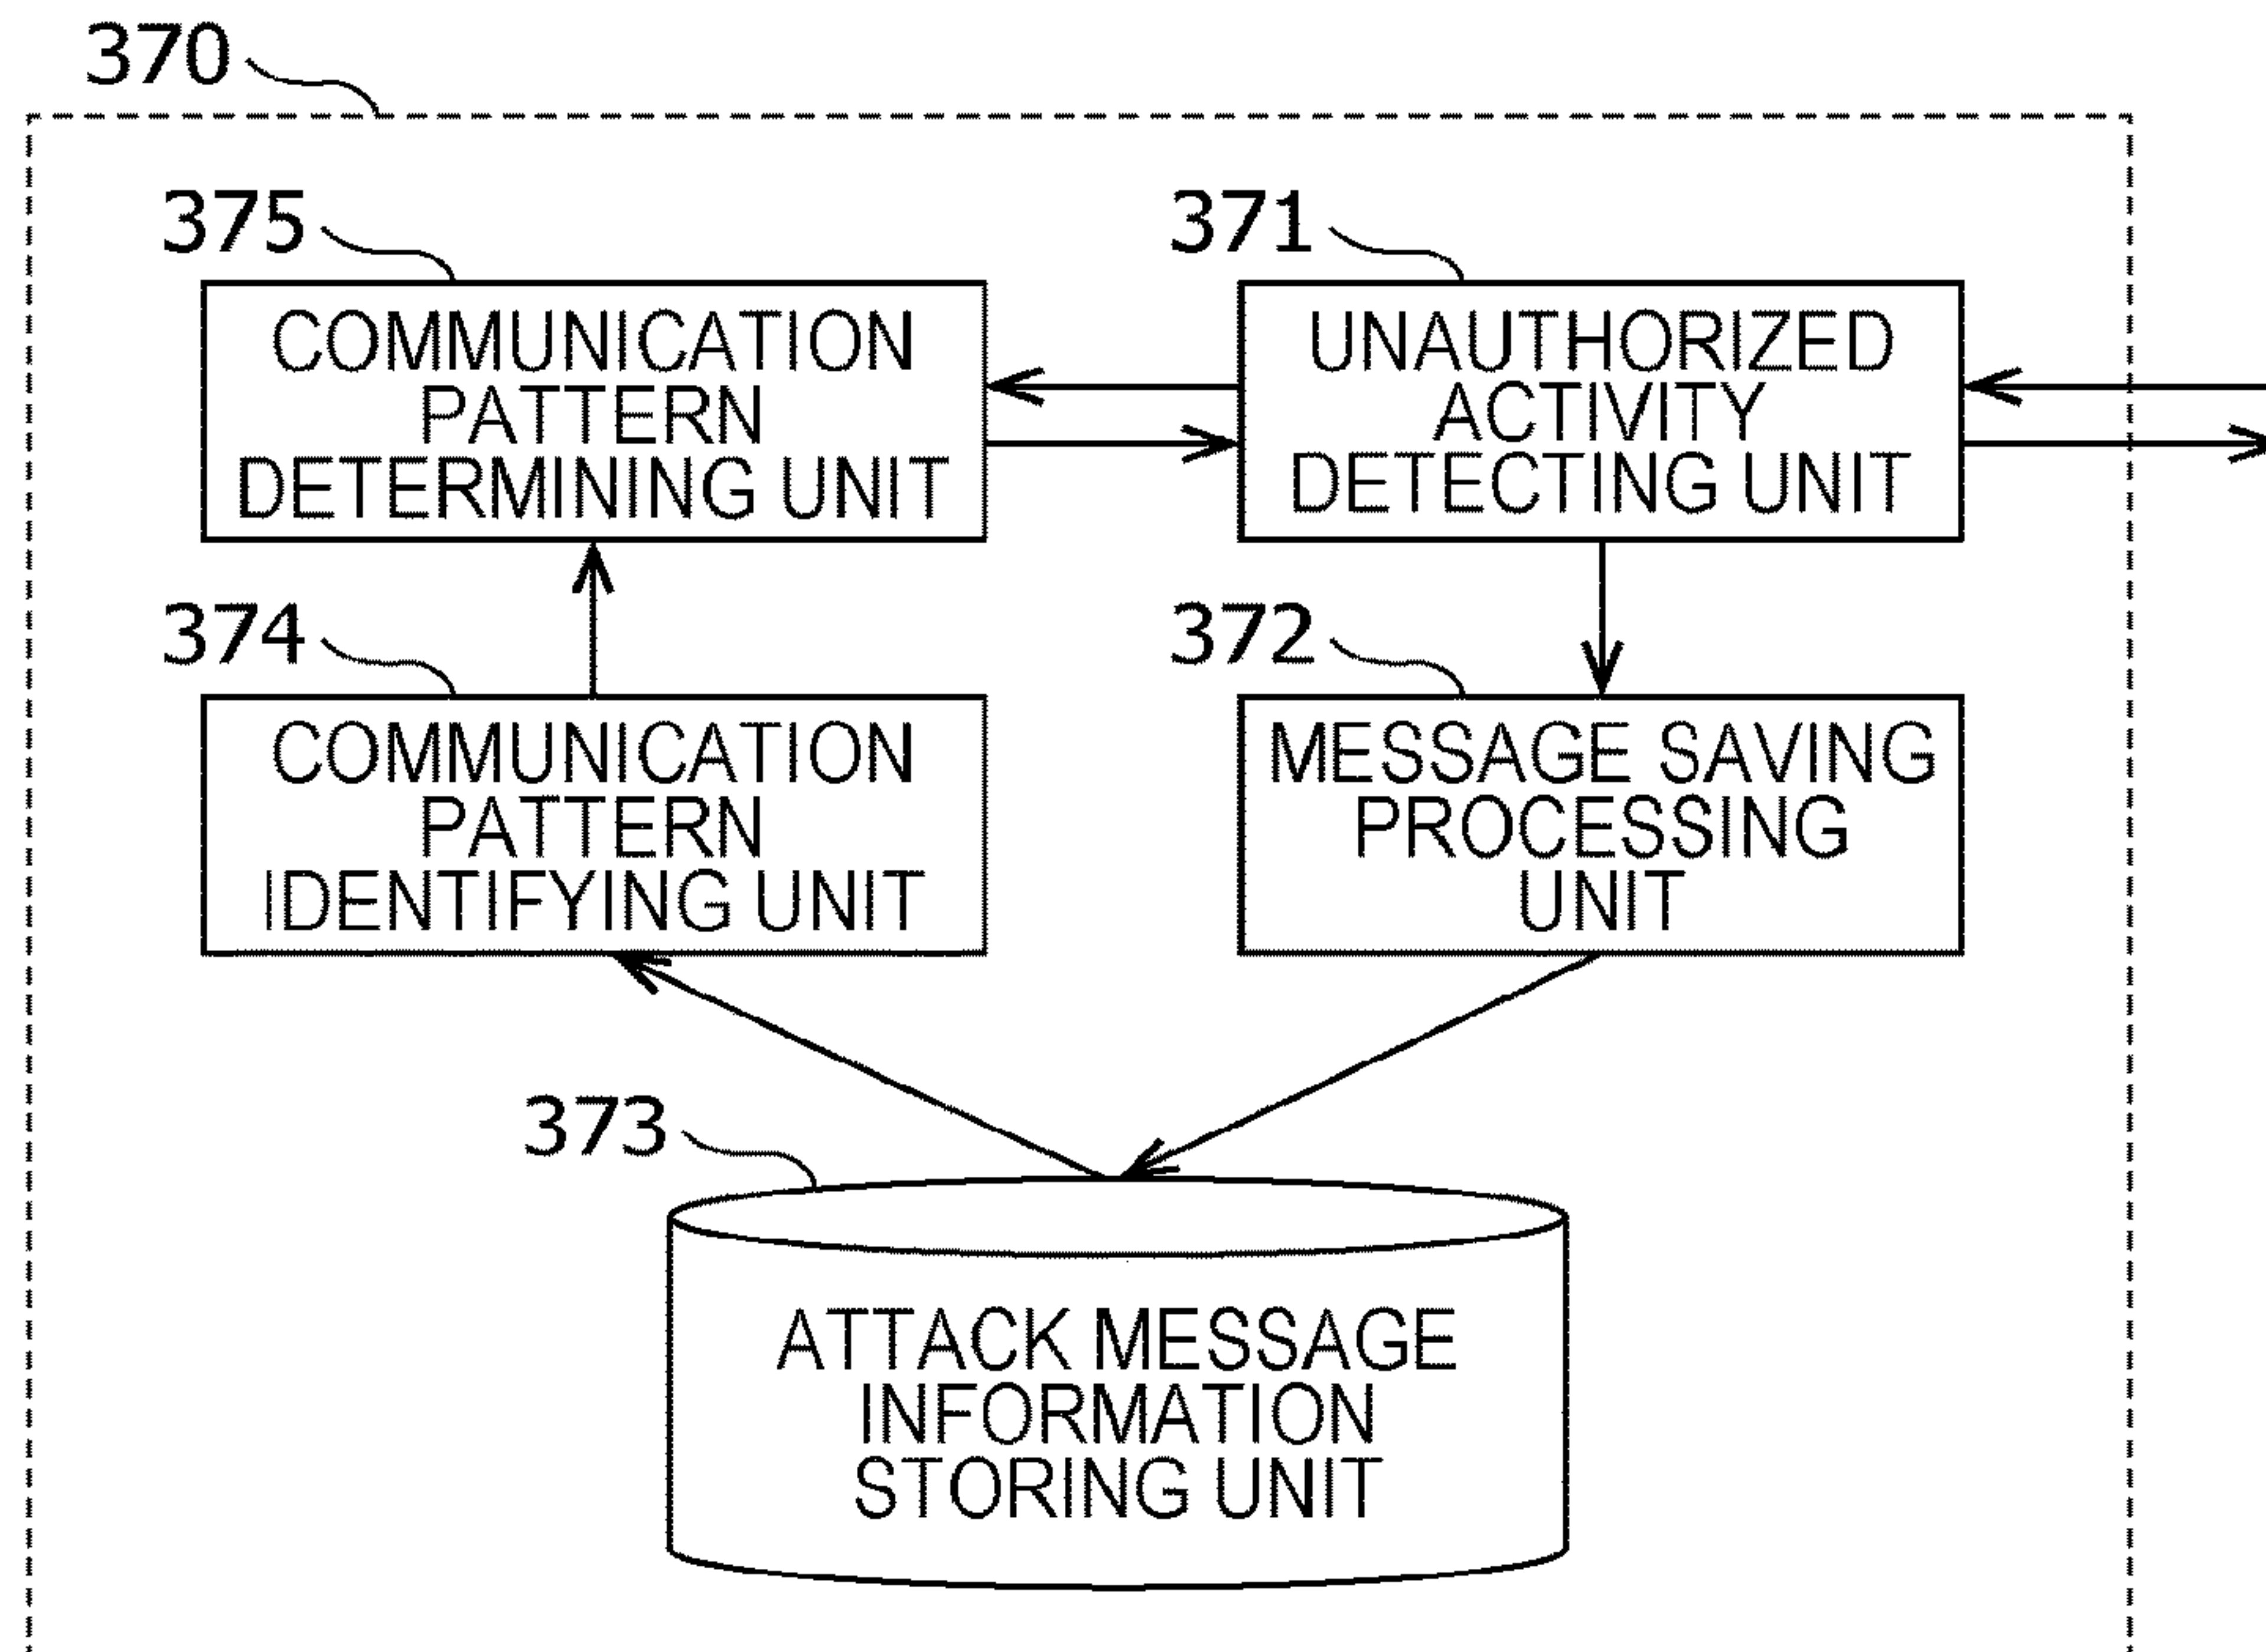 370
375
COMMUNICATION
PATTERN
DETERMINING UNIT
371
UNAUTHORIZED
ACTIVITY
DETECTING UNIT
374
COMMUNICATION
PATTERN
IDENTIFYING UNIT
372
MESSAGE SAVING
PROCESSING
UNIT
373
ATTACK MESSAGE
INFORMATION
STORING UNIT